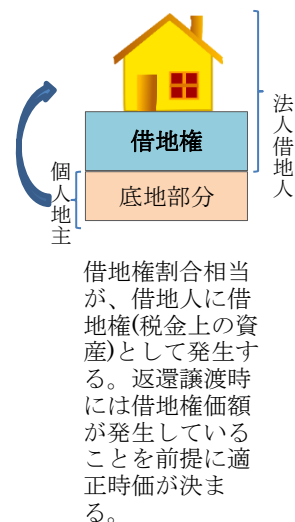 法人借地人
借地権
個人地主
底地部分
借地権割合相当
が、借地人に借
地権(税金上の資
産)として発生す
る。返還譲渡時
には借地権価額
が発生している
ことを前提に適
正時価が決ま
る。